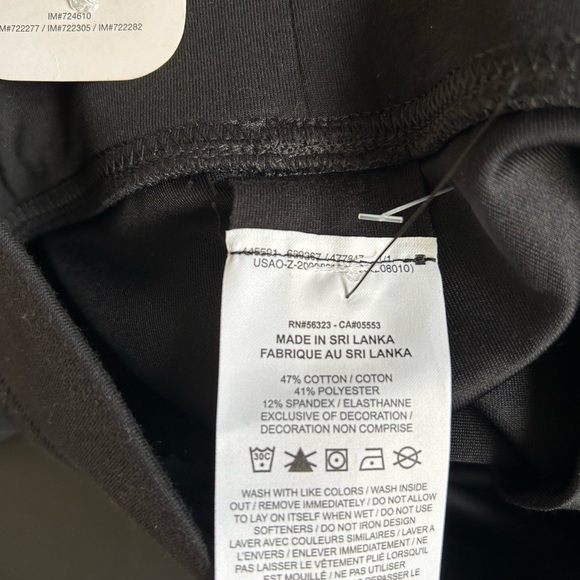 IM#724610
IM#722277 / IM#722305 / IM#722282
RN#56323 - CA#05553
MADE IN SRI LANKA
FABRIQUE AU SRI LANKA
47% COTTON / COTON
41% POLYESTER
12% SPANDEX / ELASTHANNE
EXCLUSIVE OF DECORATION /
DECORATION NON COMPRISE
30C
WASH WITH LIKE COLORS / WASH INSIDE
OUT / REMOVE IMMEDIATELY / DO NOT ALLOW
TO LAY ON ITSELF WHEN WET / DO NOT USE
SOFTENERS / DO NOT IRON DESIGN
LAVER AVEC COULEURS SIMILAIRES / LAVER A
L'ENVERS / ENLEVER IMMEDIATEMENT / NE
PAS LAISSER LE VÊTEMENT PLIÉ LORSQU'IL
EST MOUILLÉ / NE PAS UTILISER